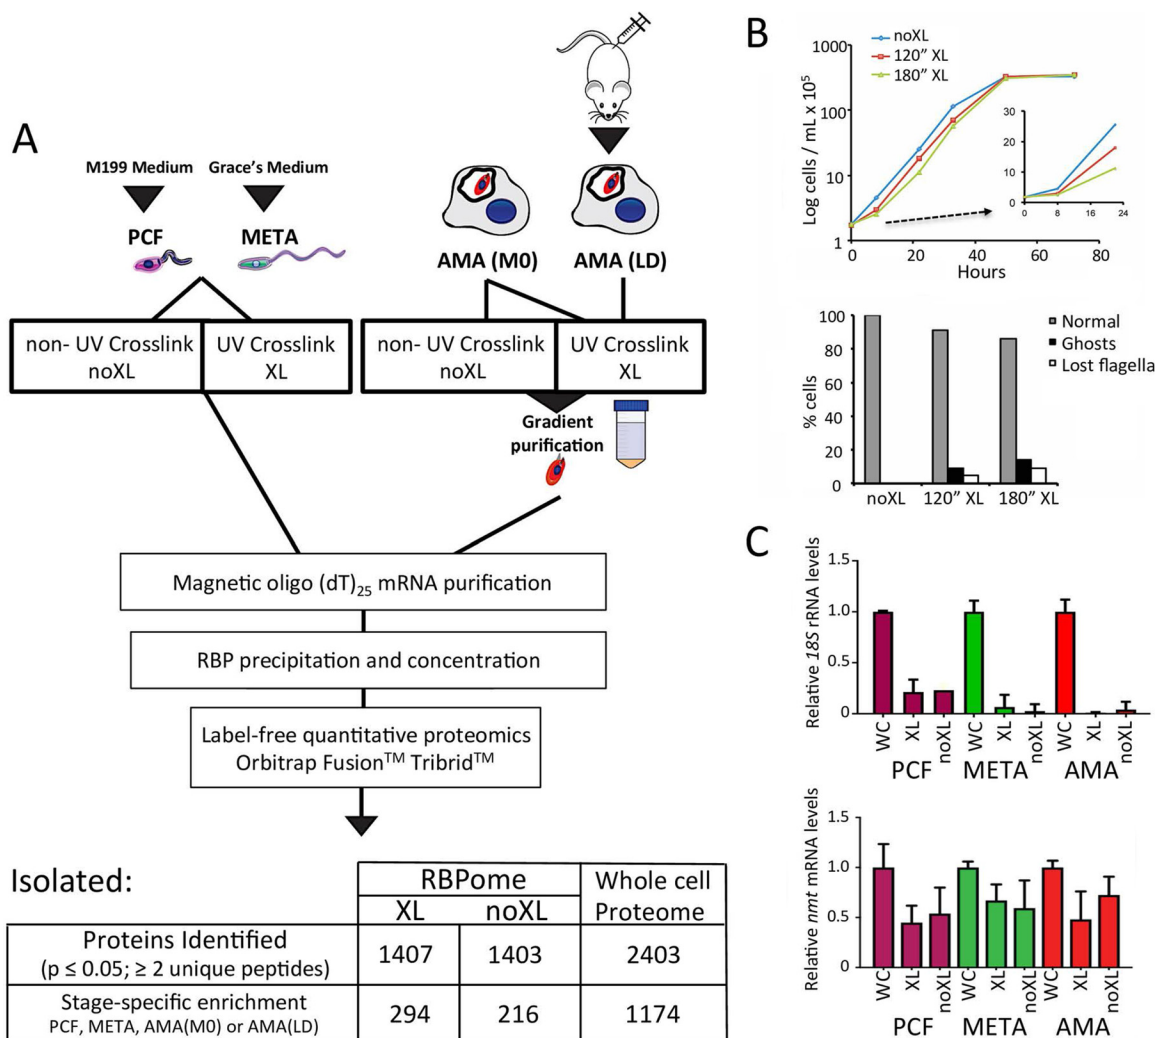 A
M199 Medium
Grace's Medium
PCF
META
AMA (M0)
AMA (LD)
non- UV Crosslink
noXL
UV Crosslink
XL
non- UV Crosslink
noXL
UV Crosslink
XL
Gradient
purification
Magnetic oligo (dT)25 mRNA purification
RBP precipitation and concentration
Label-free quantitative proteomics
Orbitrap Fusion™ Tribrid™
Isolated:
RBPome
Whole cell
Proteome
XL
noXL
Proteins Identified
(p ≤ 0.05; ≥ 2 unique peptides)
1407
1403
2403
Stage-specific enrichment
PCF, META, AMA(M0) or AMA(LD)
294
216
1174
B
noXL
120” XL
180” XL
Log cells / mL x 10⁵
1000
100
10
1
0
20
40
60
80
Hours
30
20
10
0
0
8
16
24
Normal
Ghosts
Lost flagella
% cells
100
80
60
40
20
0
noXL
120” XL
180” XL
C
Relative 18S rRNA levels
1.5
1.0
0.5
0
WC
XL
noXL
WC
XL
noXL
WC
XL
noXL
PCF
META
AMA
Relative nmt mRNA levels
1.5
1.0
0.5
0
WC
XL
noXL
WC
XL
noXL
WC
XL
noXL
PCF
META
AMA